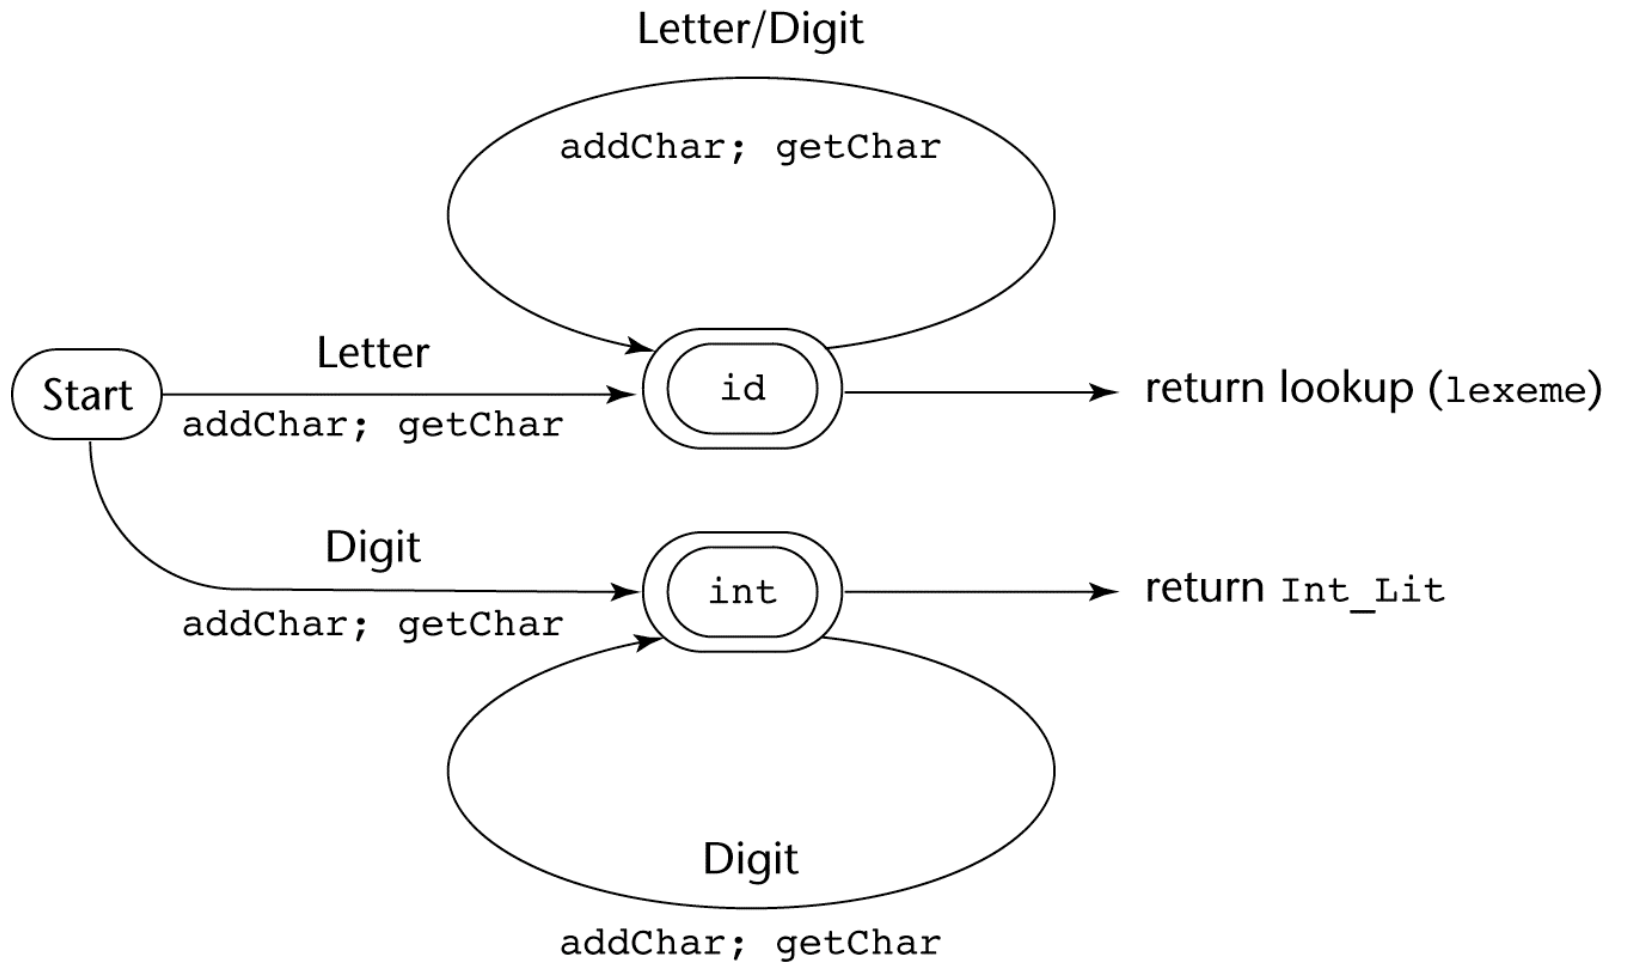 Letter/Digit
addChar; getChar
Start
Letter
addChar; getChar
id
return lookup (lexeme)
Digit
addChar; getChar
int
return Int_Lit
Digit
addChar; getChar